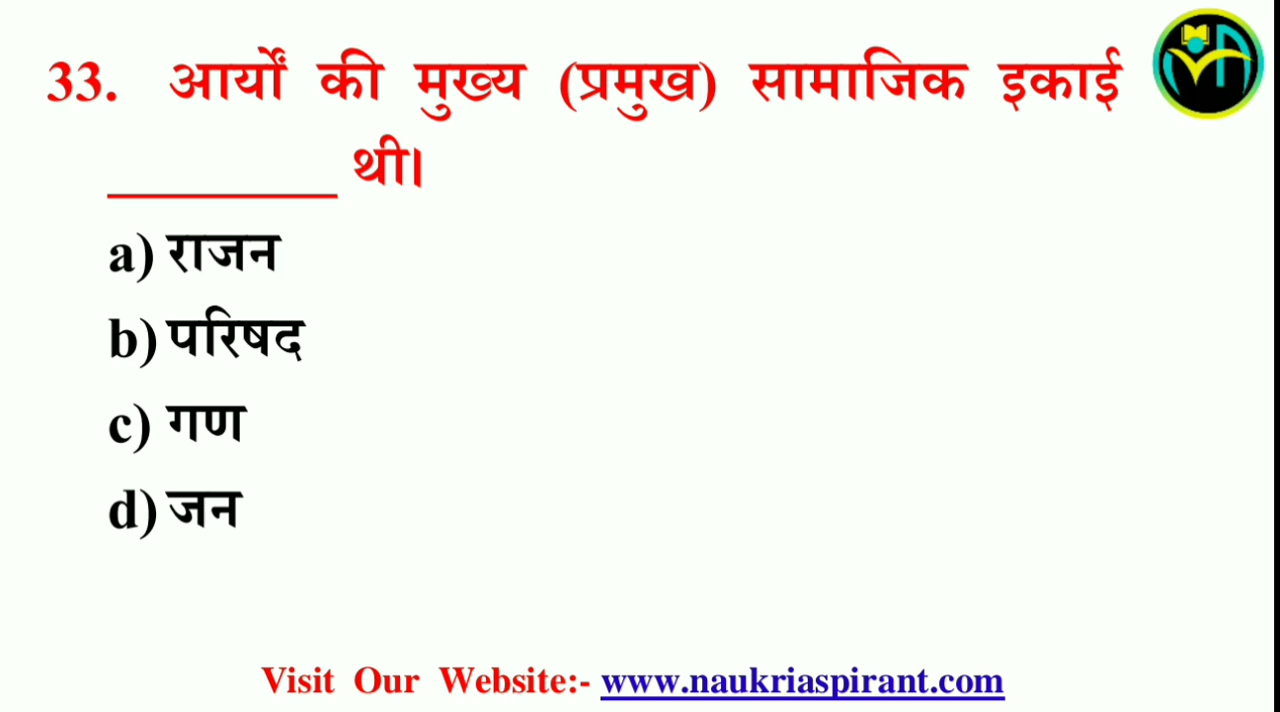 33. आर्यों की मुख्य (प्रमुख) सामाजिक इकाई
_________ थी।
a) राजन
b) परिषद
c) गण
d) जन
Visit Our Website:- www.naukriaspirant.com